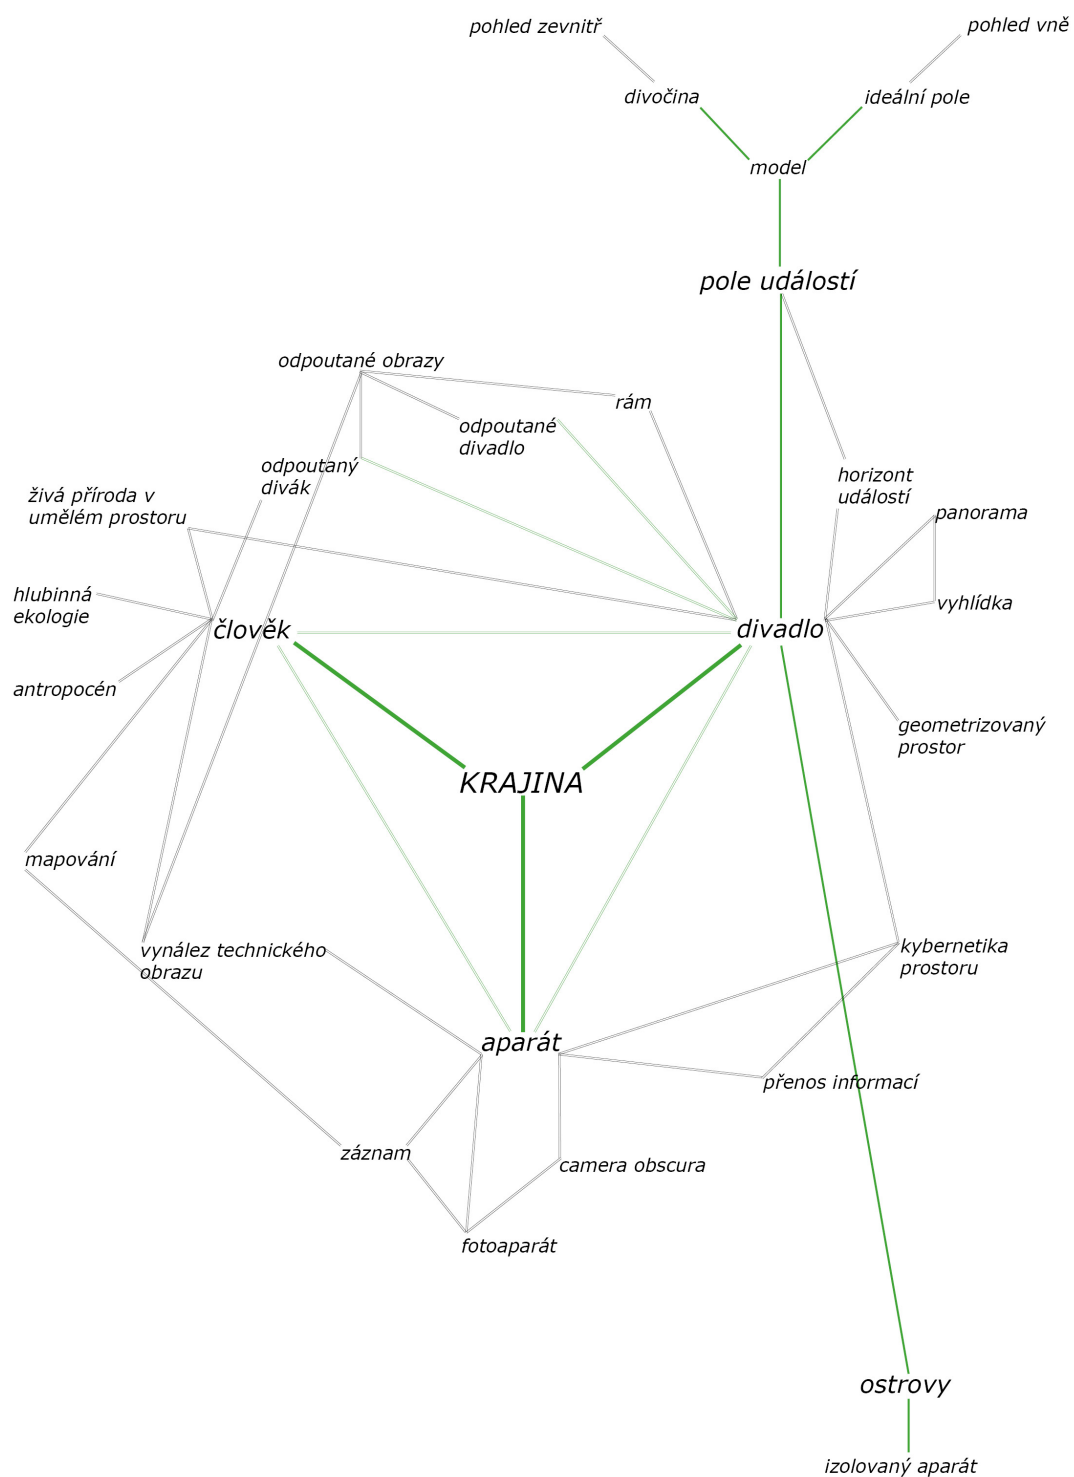 pohled zevnitř
pohled vně
divočina
ideální pole
model
pole událostí
odpoutané obrazy
rám
odpoutané
divadlo
odpoutaný
divák
horizont
událostí
živá příroda v
umělém prostoru
panorama
hlubinná
ekologie
vyhlídka
člověk
divadlo
antropocén
geometrizovaný
prostor
KRAJINA
mapování
vynález technického
obrazu
kybernetika
prostoru
aparát
přenos informací
záznam
camera obscura
fotoaparát
ostrovy
izolovaný aparát